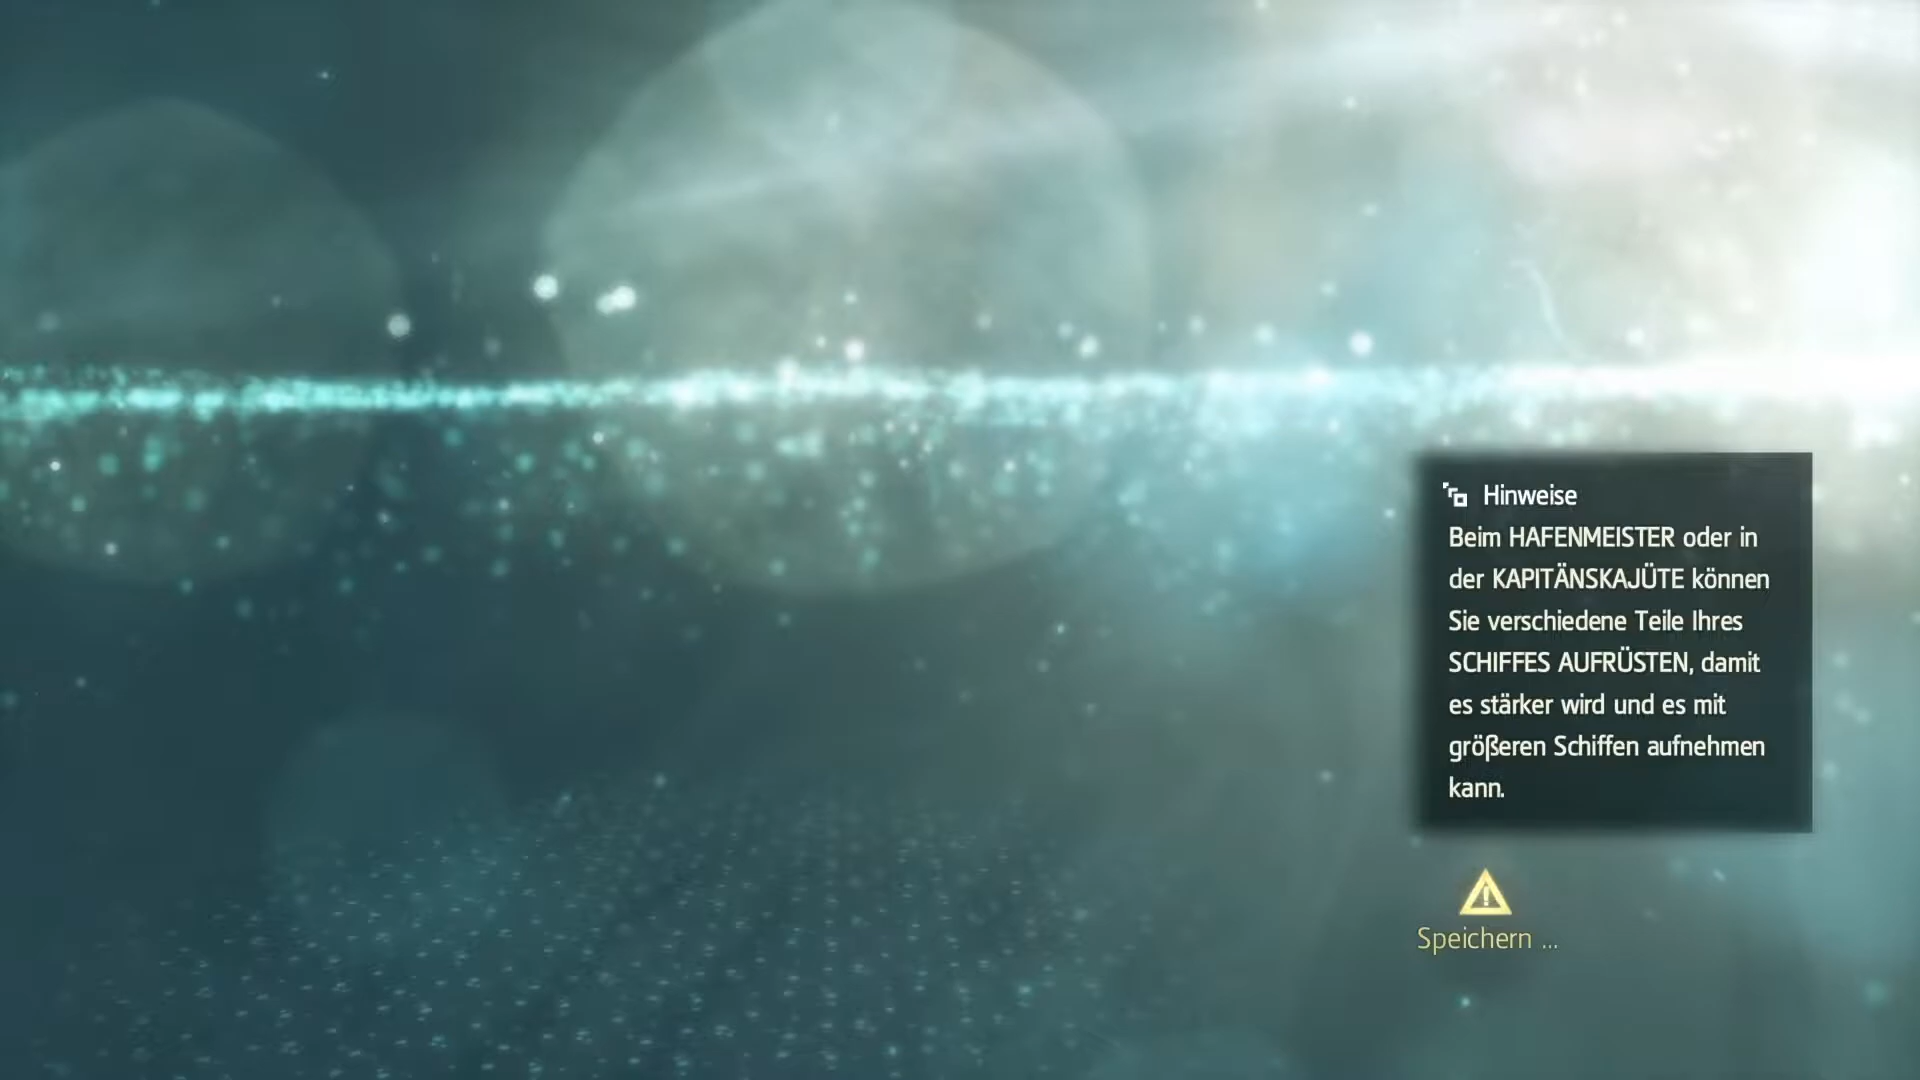 Hinweise
Beim HAFENMEISTER oder in
der KAPITÄNSKAJÜTE können
Sie verschiedene Teile Ihres
SCHIFFES AUFRÜSTEN, damit
es stärker wird und es mit
größeren Schiffen aufnehmen
kann.
Speichern ...